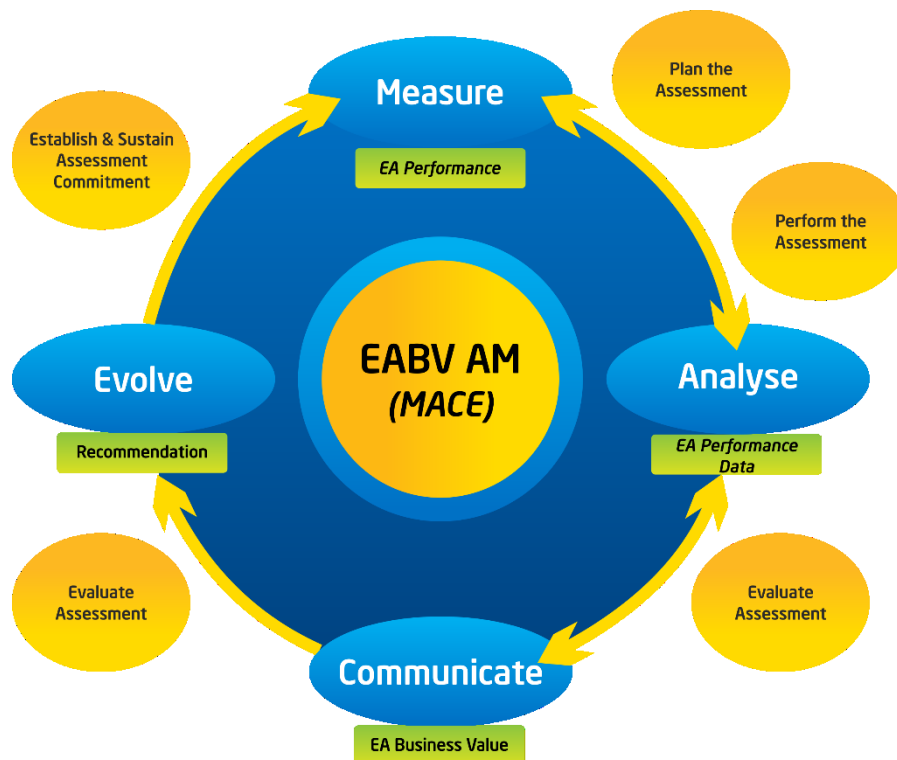 Measure
EA Performance
Plan the
Assessment
Establish & Sustain
Assessment
Commitment
Perform the
Assessment
EABV AM
(MACE)
Evolve
Recommendation
Analyse
EA Performance
Data
Evaluate
Assessment
Evaluate
Assessment
Communicate
EA Business Value